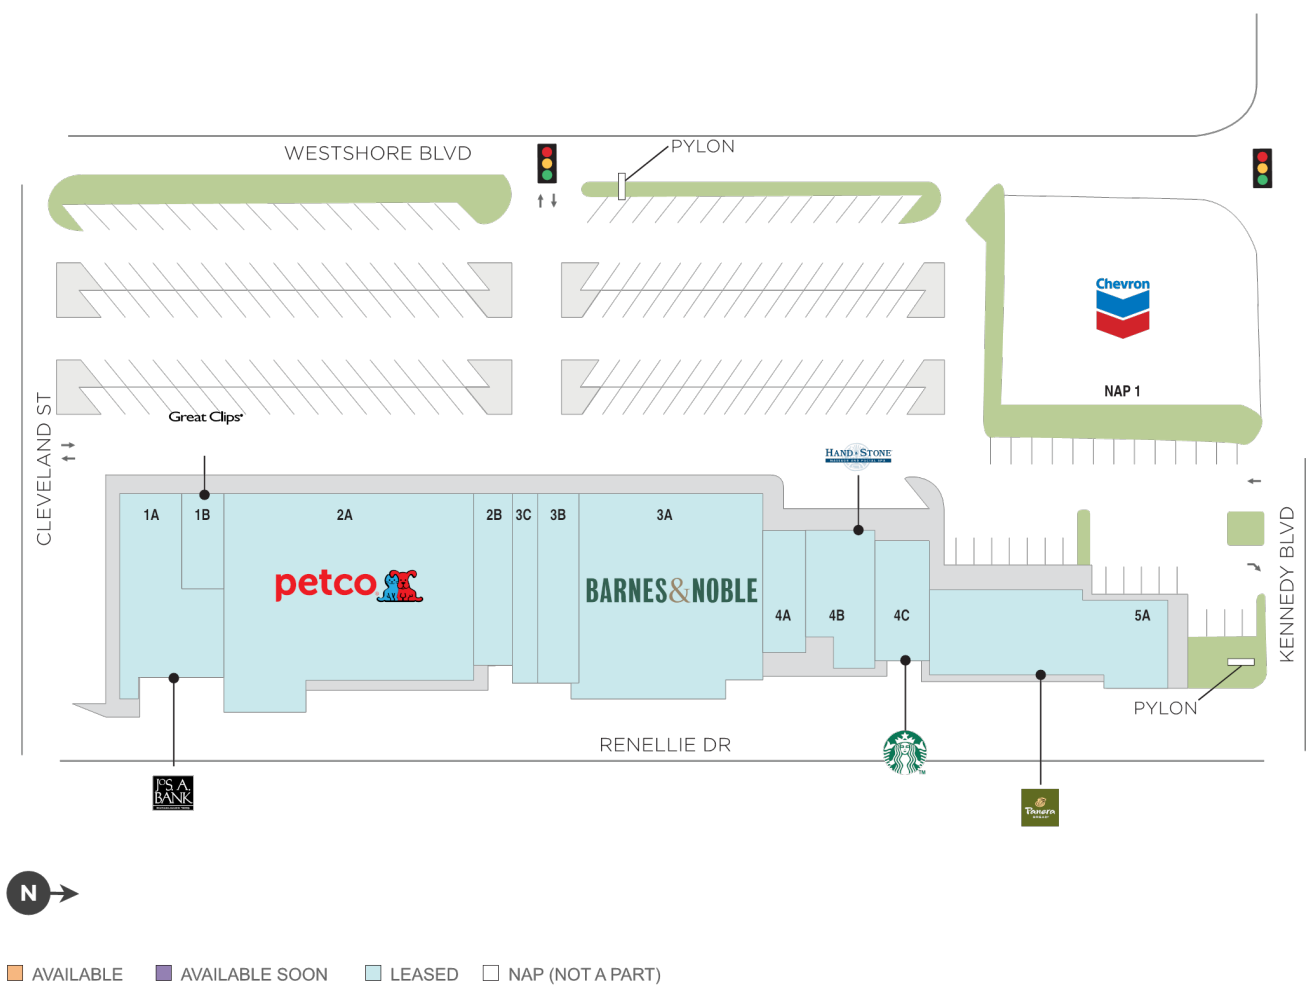 WESTSHORE BLVD
PYLON
Chevron
NAP 1
CLEVELAND ST
Great Clips
HAND & STONE
KENNEDY BLVD
1A
1B
2A
2B
3C
3B
3A
petco
BARNES&NOBLE
4A
4B
4C
5A
PYLON
RENELLIE DR
TM
JoS. A.
BANK
Panera
BREAD
N
AVAILABLE
AVAILABLE SOON
LEASED
NAP (NOT A PART)